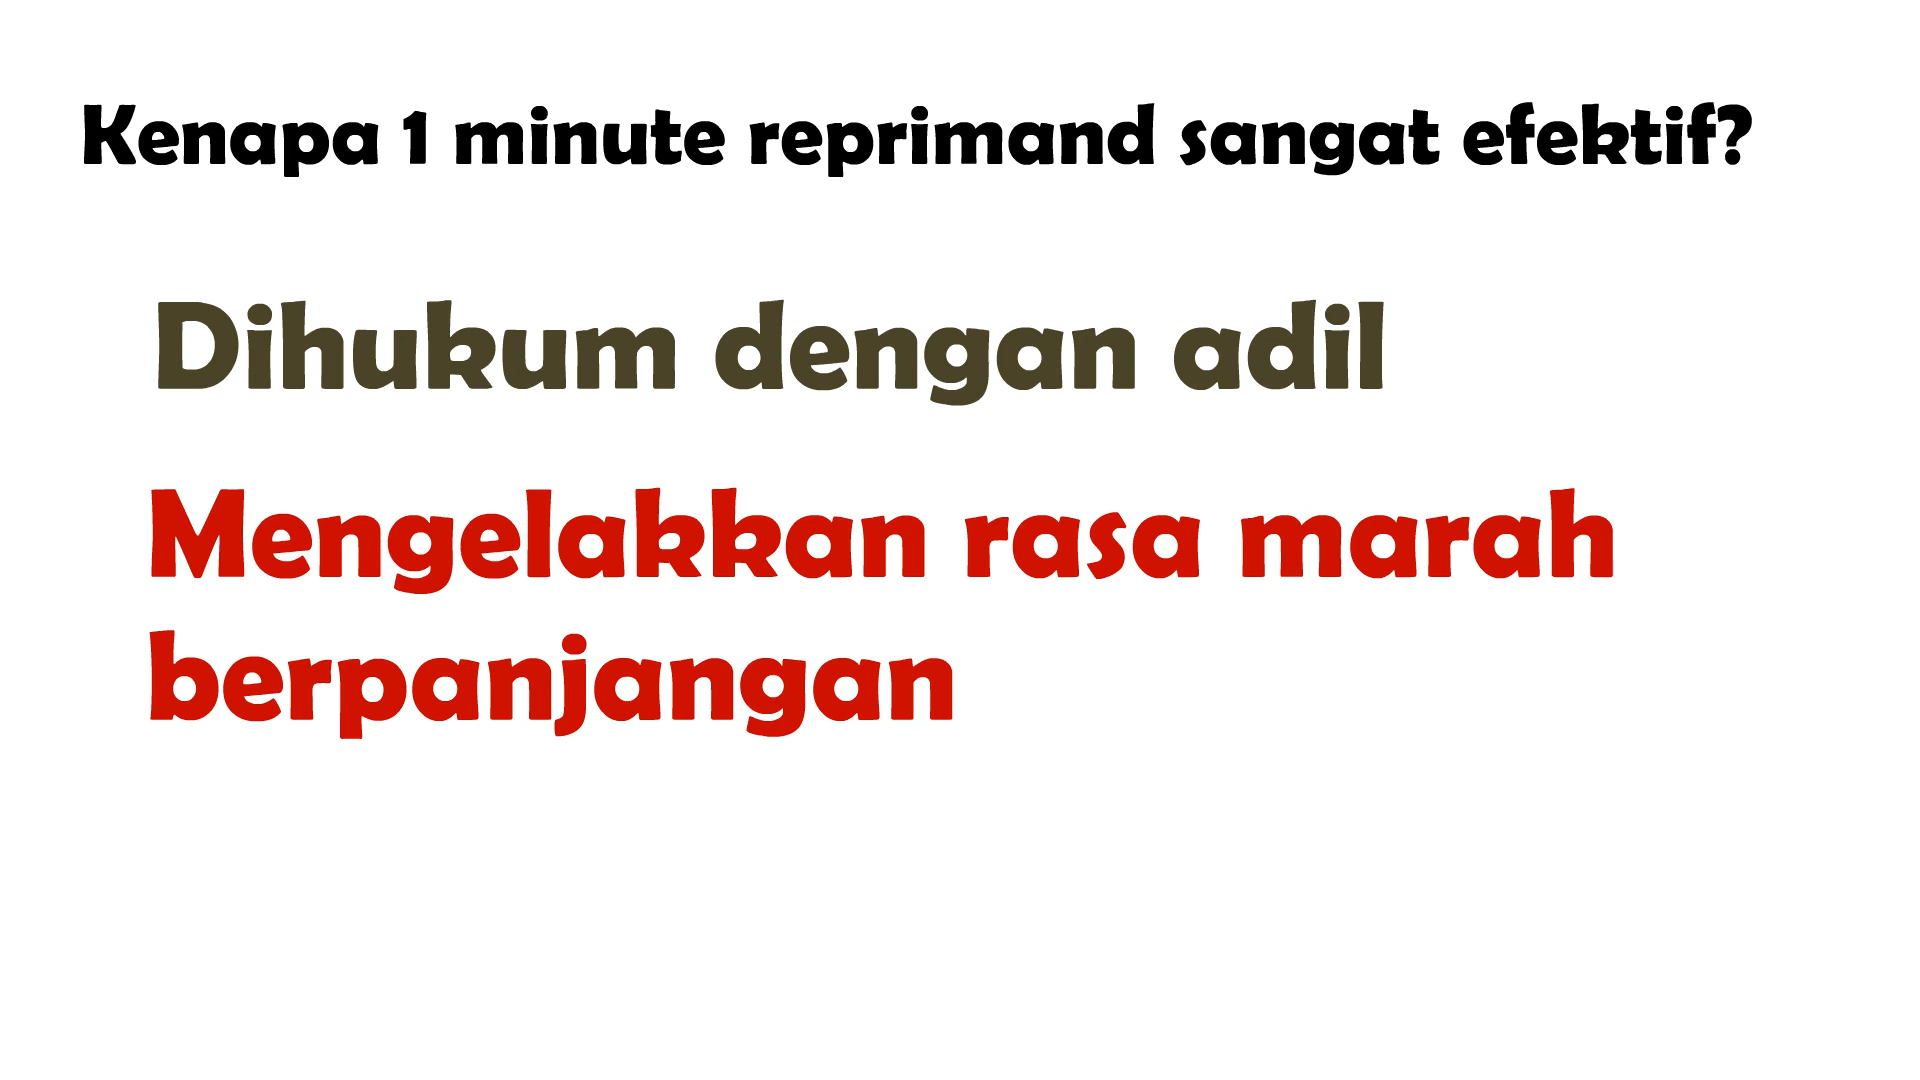 Kenapa 1 minute reprimand sangat efektif?
Dihukum dengan adil
Mengelakkan rasa marah
berpanjangan